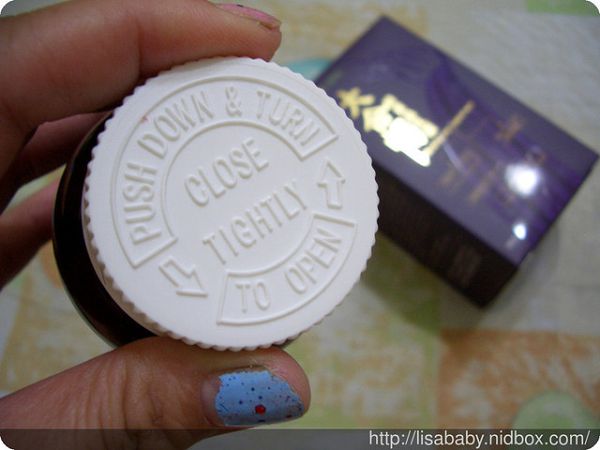 PUSH DOWN & TURN
CLOSE
TIGHTLY
TO OPEN
http://lisababy.nidbox.com/